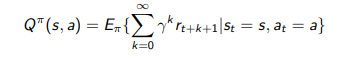 Q^π(s, a) = E_π{∑_{k=0}^{∞} γ^k r_{t+k+1}|s_t = s, a_t = a}